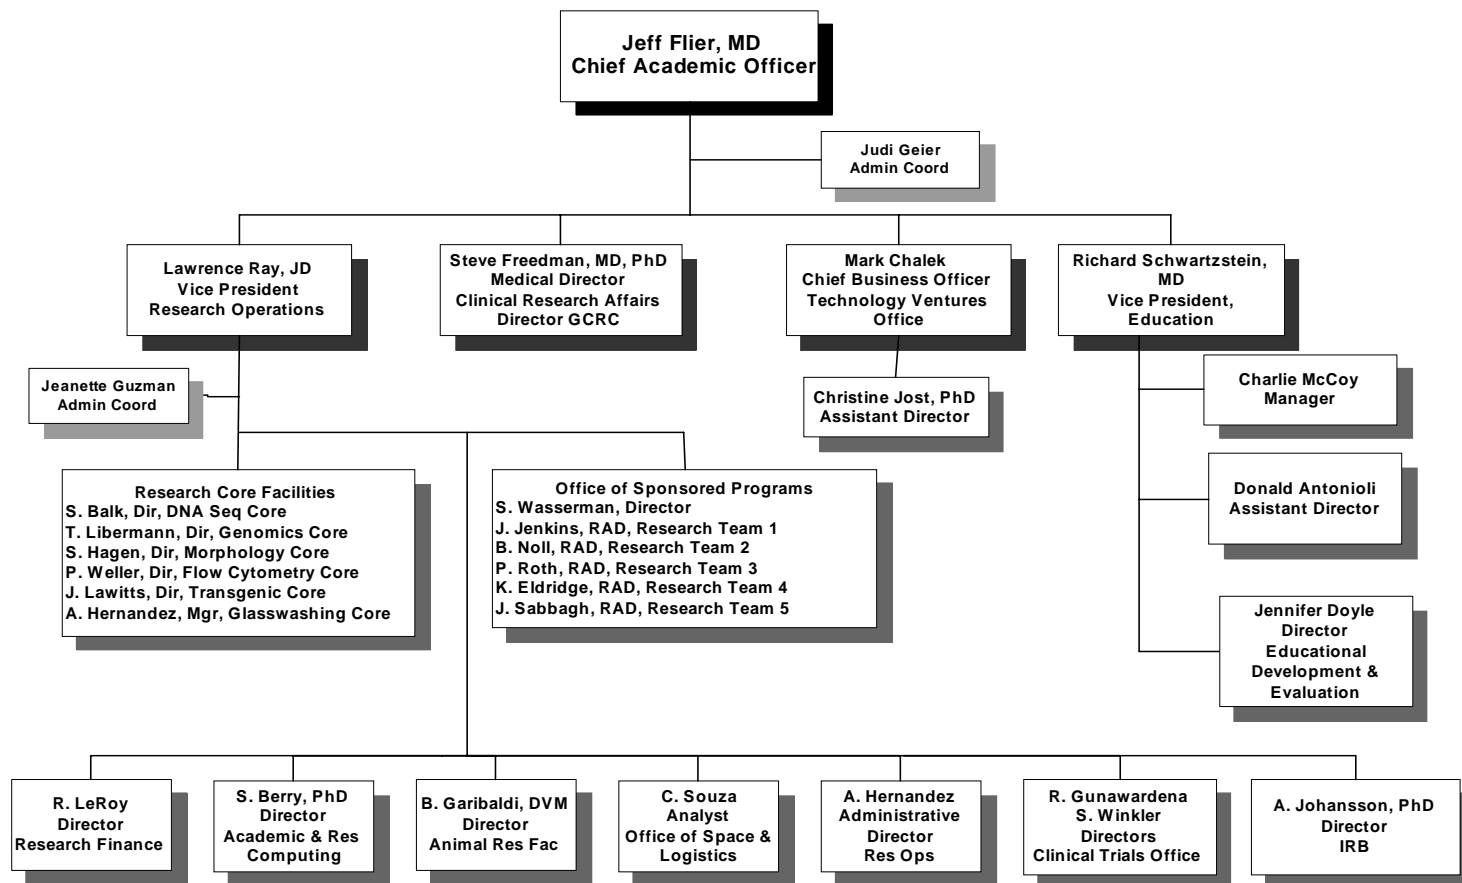 Jeff Flier, MD
Chief Academic Officer
Judi Geier
Admin Coord
Lawrence Ray, JD
Vice President
Research Operations
Steve Freedman, MD, PhD
Medical Director
Clinical Research Affairs
Director GCRC
Mark Chalek
Chief Business Officer
Technology Ventures
Office
Richard Schwartzstein,
MD
Vice President,
Education
Jeanette Guzman
Admin Coord
Christine Jost, PhD
Assistant Director
Charlie McCoy
Manager
Research Core Facilities
S. Balk, Dir, DNA Seq Core
T. Libermann, Dir, Genomics Core
S. Hagen, Dir, Morphology Core
P. Weller, Dir, Flow Cytometry Core
J. Lawitts, Dir, Transgenic Core
A. Hernandez, Mgr, Glasswashing Core
Office of Sponsored Programs
S. Wasserman, Director
J. Jenkins, RAD, Research Team 1
B. Noll, RAD, Research Team 2
P. Roth, RAD, Research Team 3
K. Eldridge, RAD, Research Team 4
J. Sabbagh, RAD, Research Team 5
Donald Antonioli
Assistant Director
Jennifer Doyle
Director
Educational
Development &
Evaluation
R. LeRoy
Director
Research Finance
S. Berry, PhD
Director
Academic & Res
Computing
B. Garibaldi, DVM
Director
Animal Res Fac
C. Souza
Analyst
Office of Space &
Logistics
A. Hernandez
Administrative
Director
Res Ops
R. Gunawardena
S. Winkler
Directors
Clinical Trials Office
A. Johansson, PhD
Director
IRB